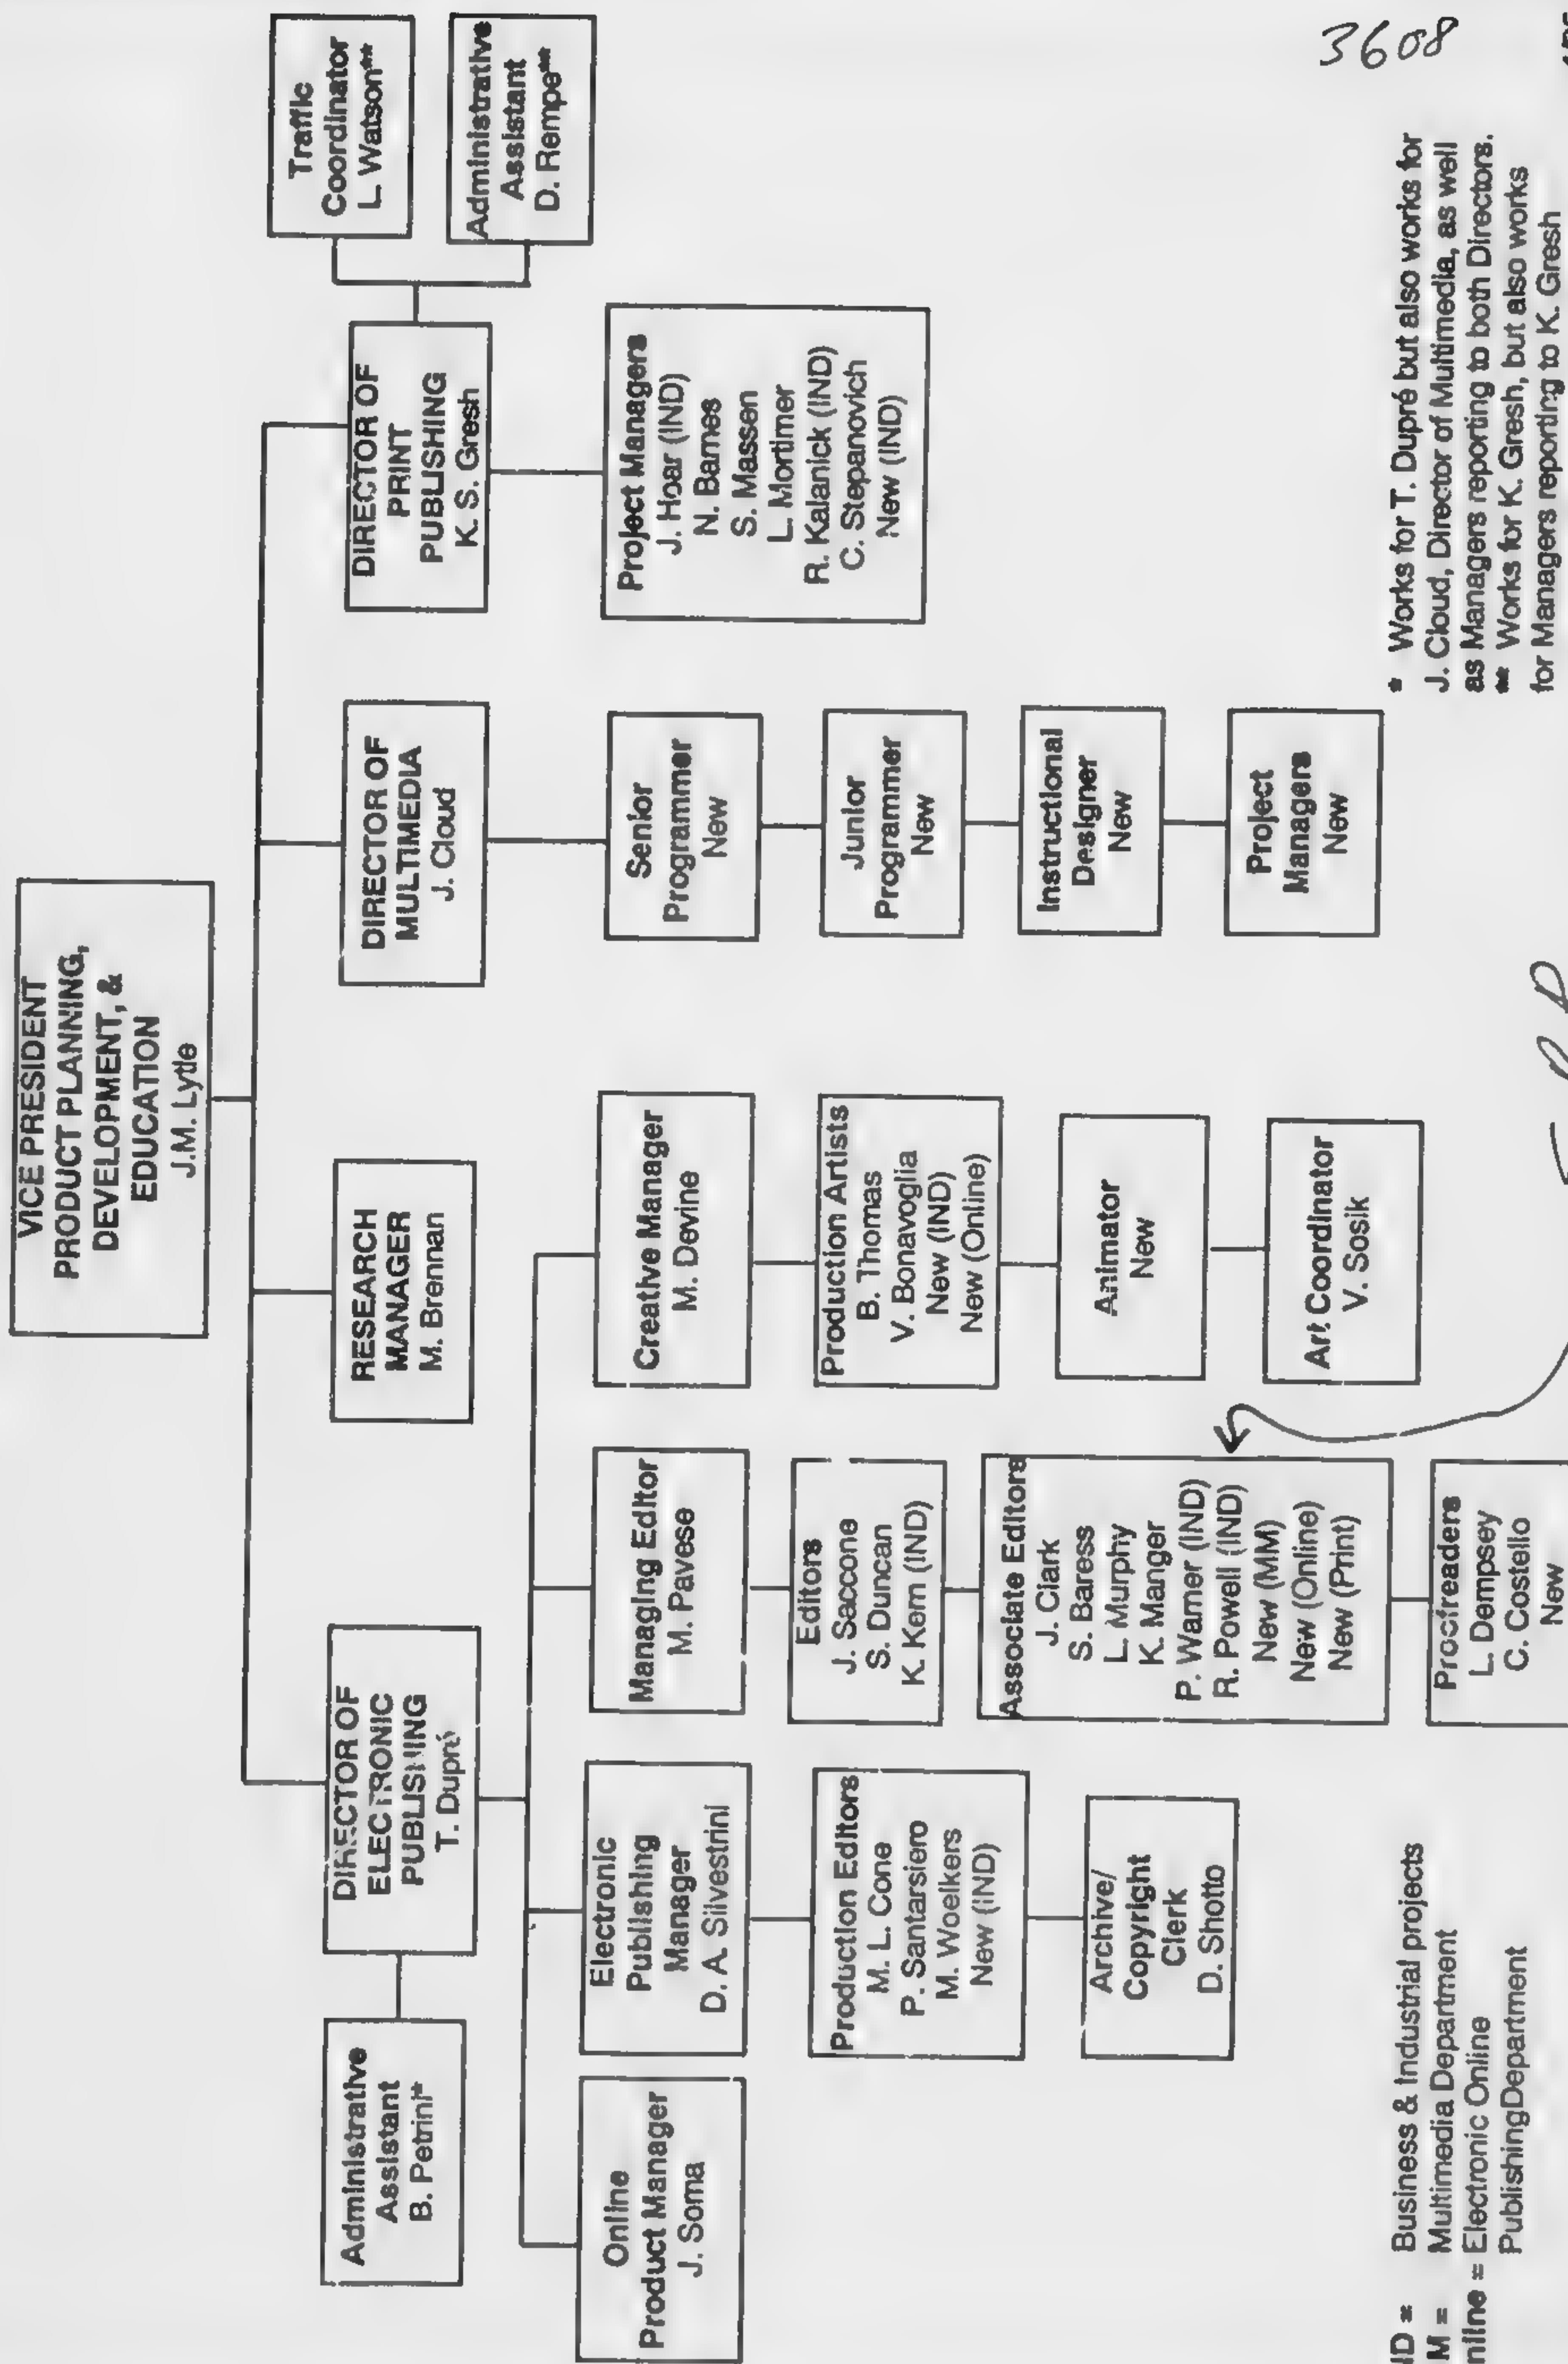 VICE PRESIDENT
PRODUCT PLANNING,
DEVELOPMENT, &
EDUCATION
J.M. Lytle
Administrative
Assistant
B. Petrini*
DIRECTOR OF
ELECTRONIC
PUBLISHING
T. Dupré
RESEARCH
MANAGER
M. Brennan
DIRECTOR OF
MULTIMEDIA
J. Cloud
DIRECTOR OF
PRINT
PUBLISHING
K. S. Gresh
Traffic
Coordinator
L. Watson**
Administrative
Assistant
D. Rempe**
Online
Product Manager
J. Soma
Electronic
Publishing
Manager
D. A. Silvestrini
Production Editors
M. L. Cone
P. Santarsiero
M. Woelkers
New (IND)
Archive/
Copyright
Clerk
D. Shotto
Managing Editor
M. Pavese
Editors
J. Saccone
S. Duncan
K. Kern (IND)
Associate Editors
J. Clark
S. Baress
L. Murphy
K. Manger
P. Warner (IND)
R. Powell (IND)
New (MM)
New (Online)
New (Print)
Proofreaders
L. Dempsey
C. Costello
New
Creative Manager
M. Devine
Production Artists
B. Thomas
V. Bonavoglia
New (IND)
New (Online)
Animator
New
Art Coordinator
V. Sosik
Senior
Programmer
New
Junior
Programmer
New
Instructional
Designer
New
Project
Managers
New
Project Managers
J. Hoar (IND)
N. Barnes
S. Massen
L. Mortimer
R. Kalanick (IND)
C. Stepanovich
New (IND)
ND = Business & Industrial projects
M = Multimedia Department
nline = Electronic Online
PublishingDepartment
* Works for T. Dupré but also works for
J. Cloud, Director of Multimedia, as well
as Managers reporting to both Directors.
** Works for K. Gresh, but also works
for Managers reporting to K. Gresh
3608